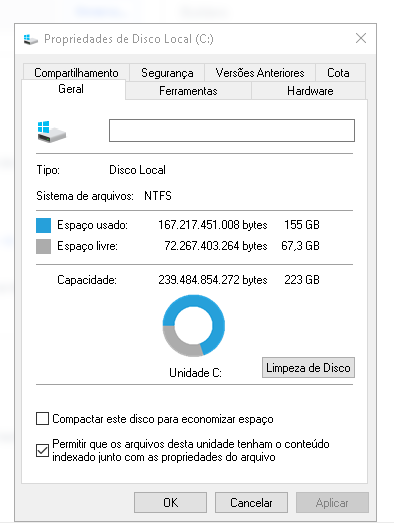 Propriedades de Disco Local (C:)
Compartilhamento Segurança Versões Anteriores Cota
Geral Ferramentas Hardware
Tipo: Disco Local
Sistema de arquivos: NTFS
Espaço usado: 167.217.451.008 bytes 155 GB
Espaço livre: 72.267.403.264 bytes 67,3 GB
Capacidade: 239.484.854.272 bytes 223 GB
Unidade C:
Limpeza de Disco
Compactar este disco para economizar espaço
Permitir que os arquivos desta unidade tenham o conteúdo
indexado junto com as propriedades do arquivo
OK Cancelar Aplicar